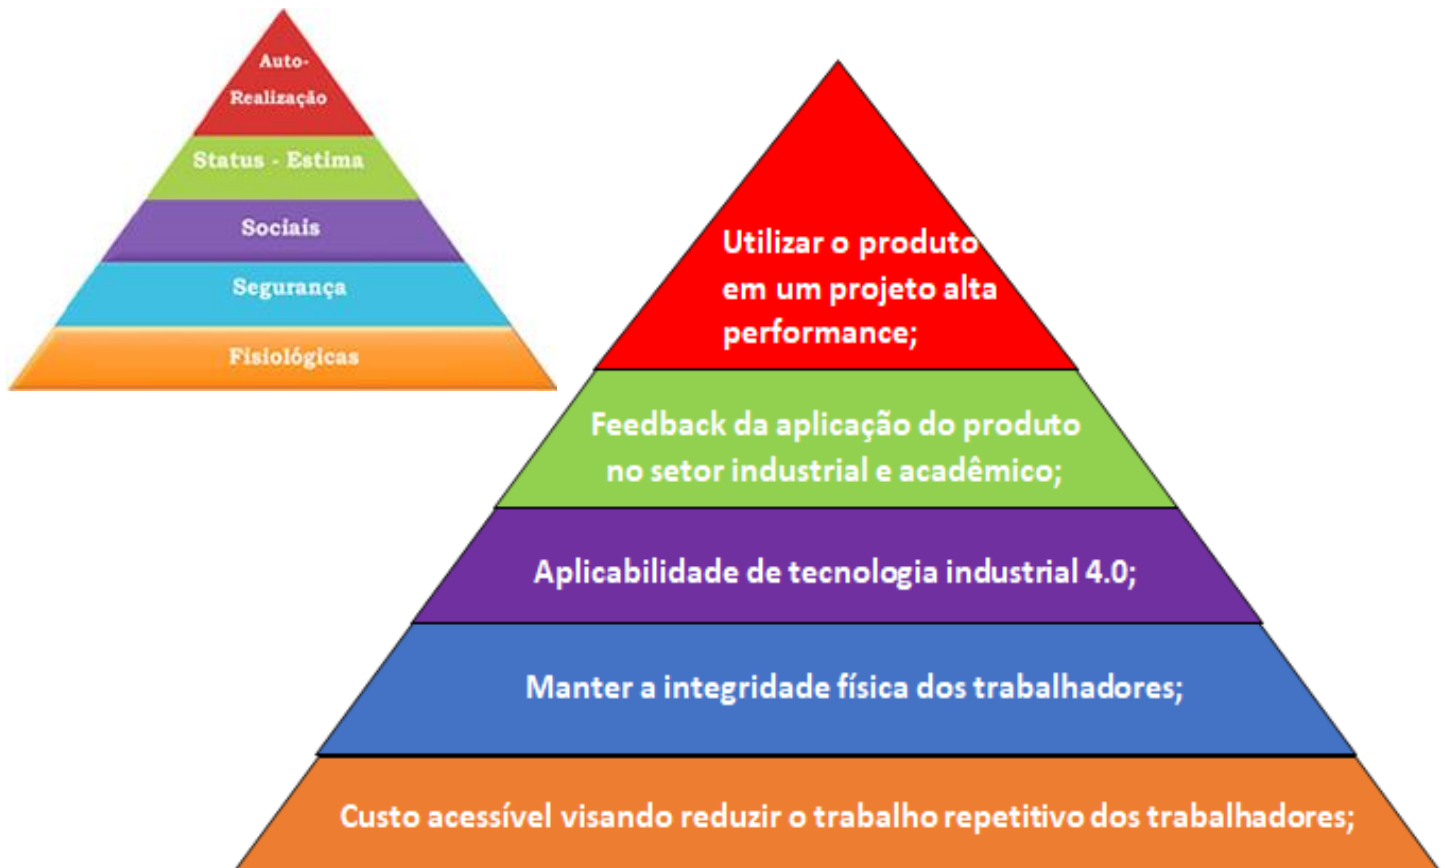 Auto-
Realização
Status - Estima
Sociais
Segurança
Fisiológicas
Utilizar o produto
em um projeto alta
performance;
Feedback da aplicação do produto
no setor industrial e acadêmico;
Aplicabilidade de tecnologia industrial 4.0;
Manter a integridade física dos trabalhadores;
Custo acessível visando reduzir o trabalho repetitivo dos trabalhadores;